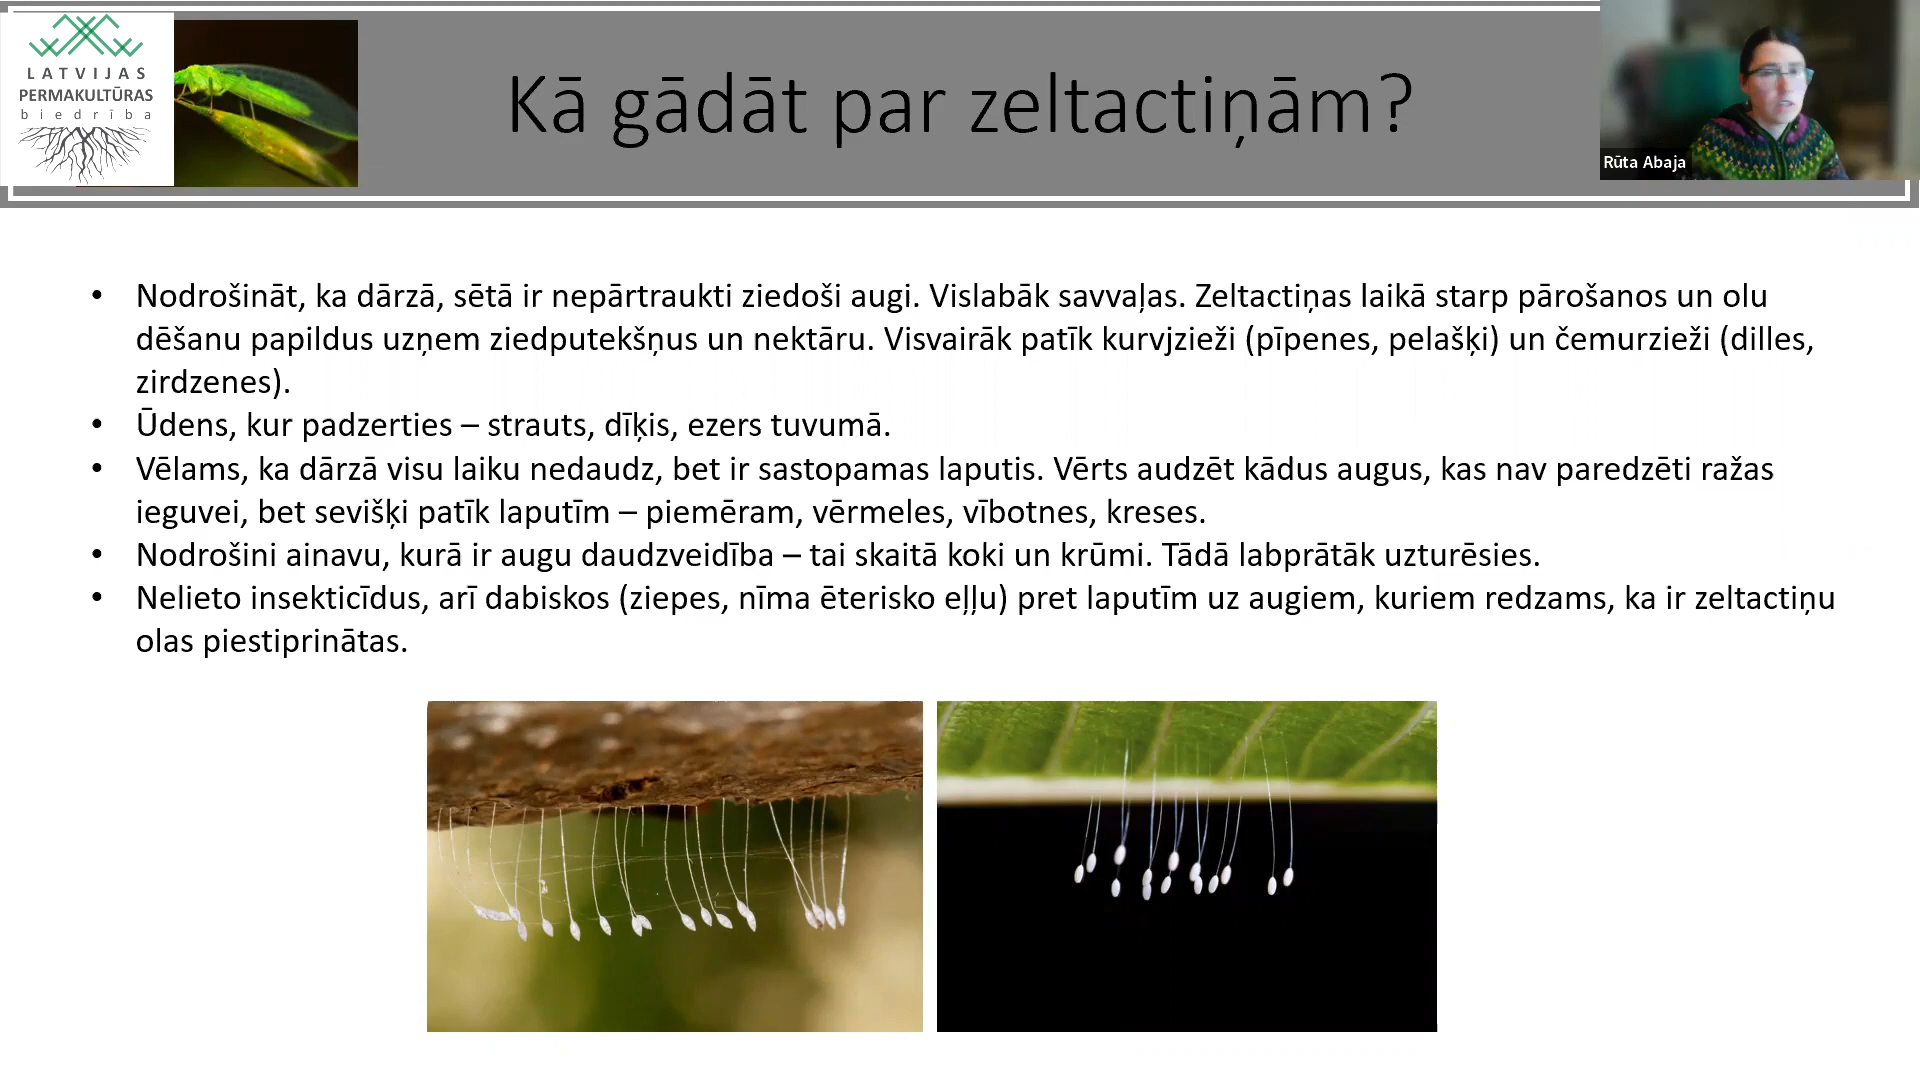 LATVIJAS
PERMAKULTŪRAS
biedrība
Kā gādāt par zeltactiņām?
Rūta Abaja
• Nodrošināt, ka dārzā, sētā ir nepārtraukti ziedoši augi. Vislabāk savvaļas. Zeltactiņas laikā starp pārošanos un olu
dēšanu papildus uzņem ziedputekšņus un nektāru. Visvairāk patīk kurvjzieži (pīpenes, pelašķi) un čemurzieži (dilles,
zirdzenes).
• Ūdens, kur padzerties – strauts, dīķis, ezers tuvumā.
• Vēlams, ka dārzā visu laiku nedaudz, bet ir sastopamas laputis. Vērts audzēt kādus augus, kas nav paredzēti ražas
ieguvei, bet sevišķi patīk laputīm – piemēram, vērmeles, vībotnes, kreses.
• Nodrošini ainavu, kurā ir augu daudzveidība – tai skaitā koki un krūmi. Tādā labprātāk uzturēsies.
• Nelieto insekticīdus, arī dabiskos (ziepes, nīma ēterisko eļļu) pret laputīm uz augiem, kuriem redzams, ka ir zeltactiņu
olas piestiprinātas.